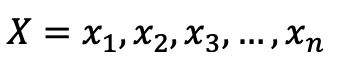 X = x₁, x₂, x₃, …, xₙ